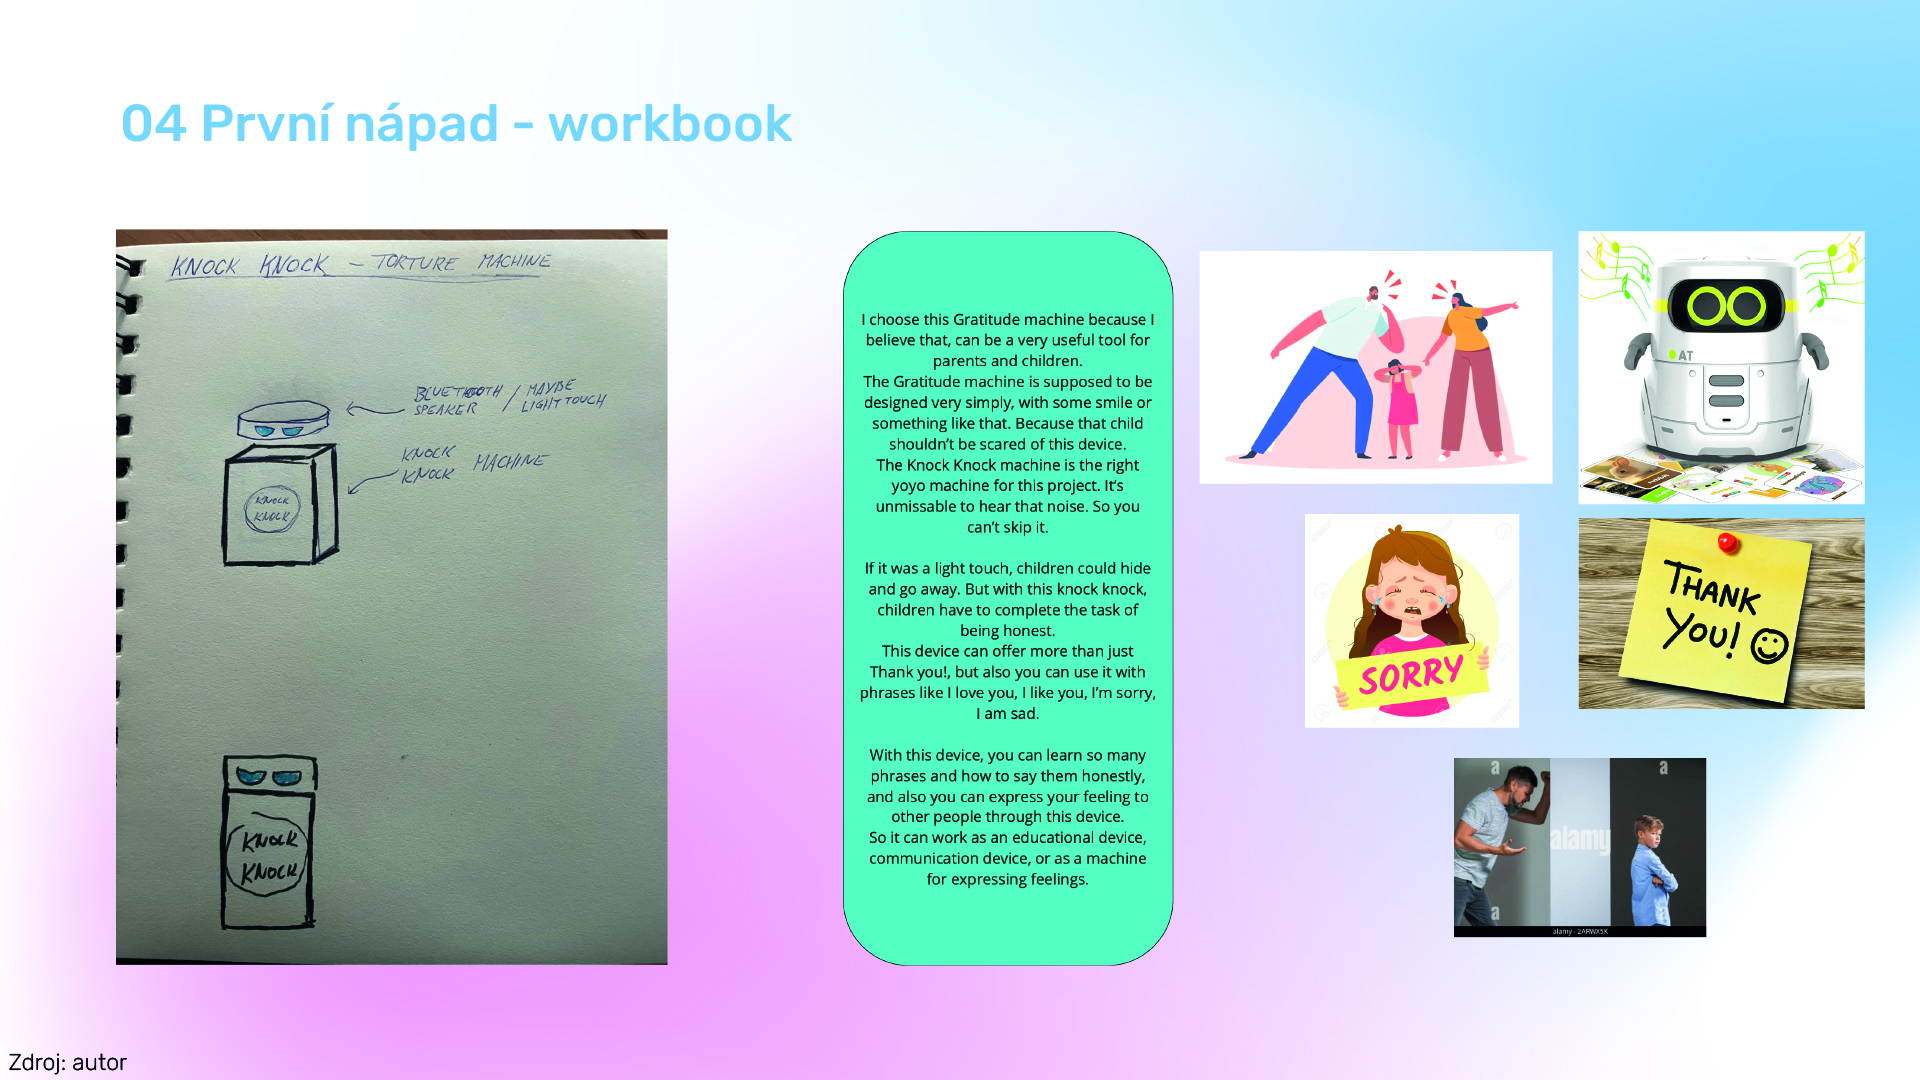 04 První nápad - workbook
KNOCK KNOCK - TORTURE MACHINE
BLUETOOTH / MAYBE
SPEAKER / LIGHT TOUCH
KNOCK
KNOCK MACHINE
KNOCK
KNOCK
KNOCK
KNOCK
I choose this Gratitude machine because I
believe that, can be a very useful tool for
parents and children.
The Gratitude machine is supposed to be
designed very simply, with some smile or
something like that. Because that child
shouldn't be scared of this device.
The Knock Knock machine is the right
yoyo machine for this project. It's
unmissable to hear that noise. So you
can't skip it.
If it was a light touch, children could hide
and go away. But with this knock knock,
children have to complete the task of
being honest.
This device can offer more than just
Thank you!, but also you can use it with
phrases like I love you, I like you, I'm sorry,
I am sad.
With this device, you can learn so many
phrases and how to say them honestly,
and also you can express your feeling to
other people through this device.
So it can work as an educational device,
communication device, or as a machine
for expressing feelings.
AT
SORRY
THANK
YOU!
a
a
alamy
a
alamy - 2ARWX5K
Zdroj: autor